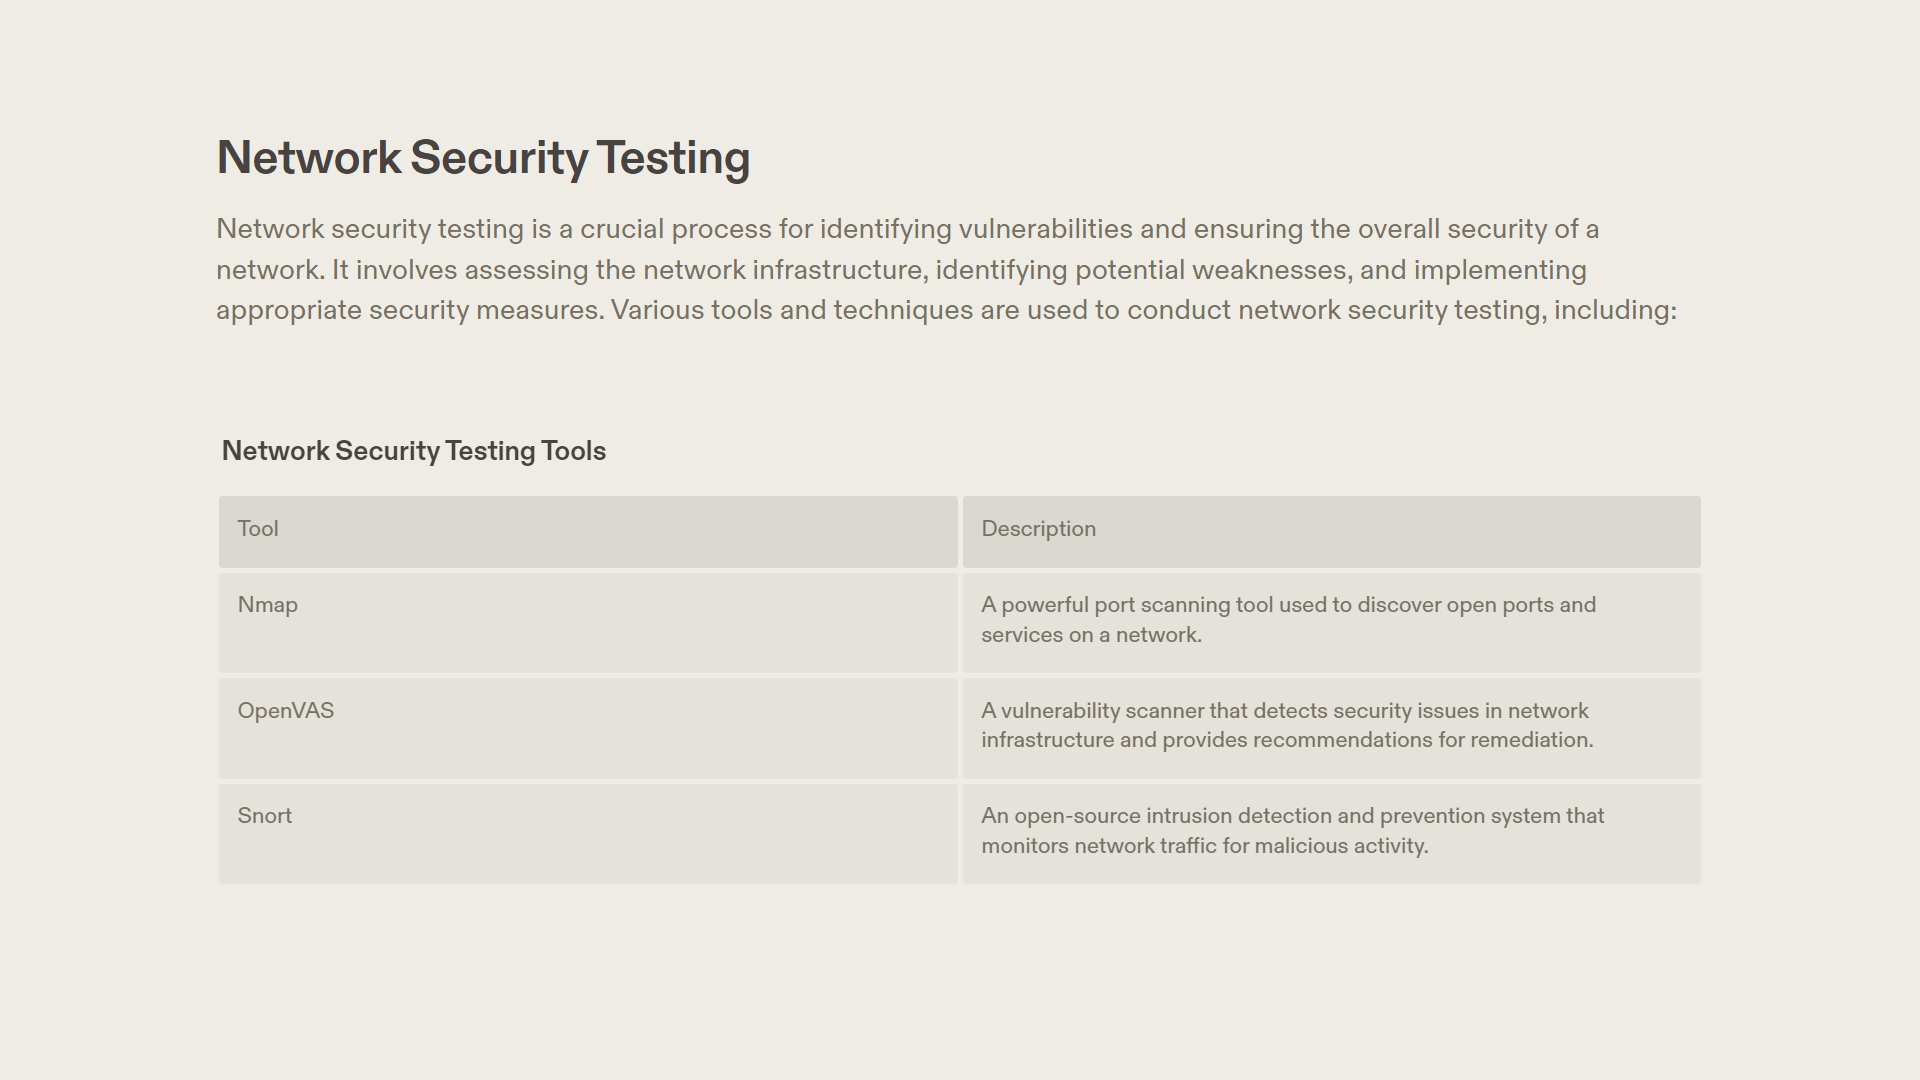 Network Security Testing
Network security testing is a crucial process for identifying vulnerabilities and ensuring the overall security of a
network. It involves assessing the network infrastructure, identifying potential weaknesses, and implementing
appropriate security measures. Various tools and techniques are used to conduct network security testing, including:
Network Security Testing Tools
Tool
Description
Nmap
A powerful port scanning tool used to discover open ports and
services on a network.
OpenVAS
A vulnerability scanner that detects security issues in network
infrastructure and provides recommendations for remediation.
Snort
An open-source intrusion detection and prevention system that
monitors network traffic for malicious activity.